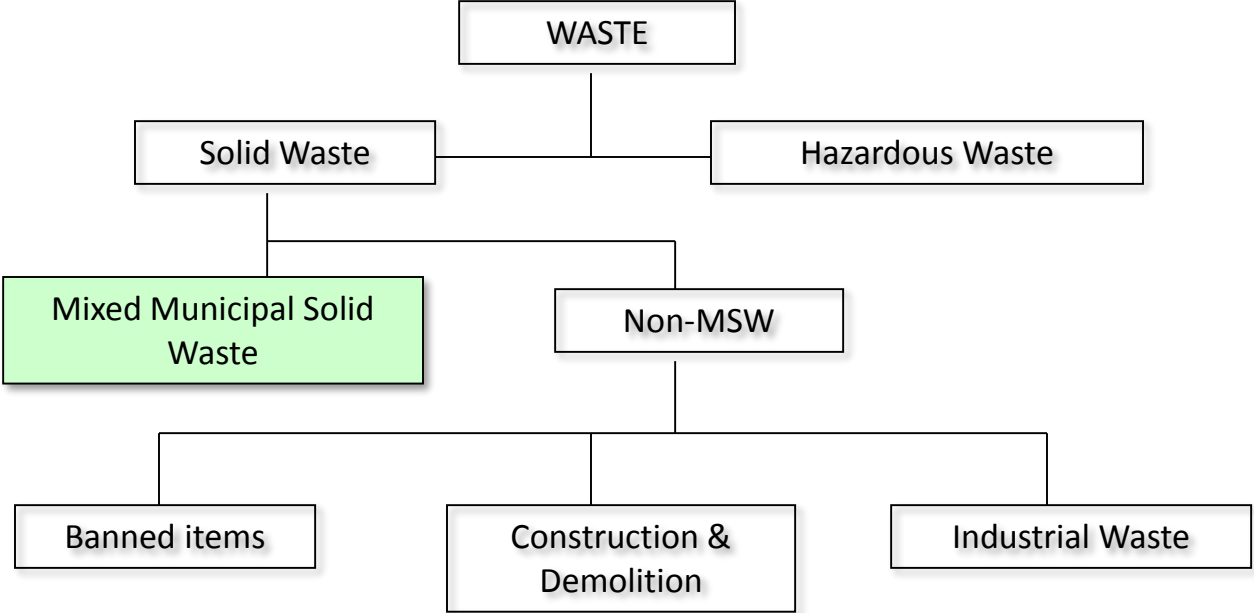 WASTE
Solid Waste
Hazardous Waste
Mixed Municipal Solid
Waste
Non-MSW
Banned items
Construction &
Demolition
Industrial Waste